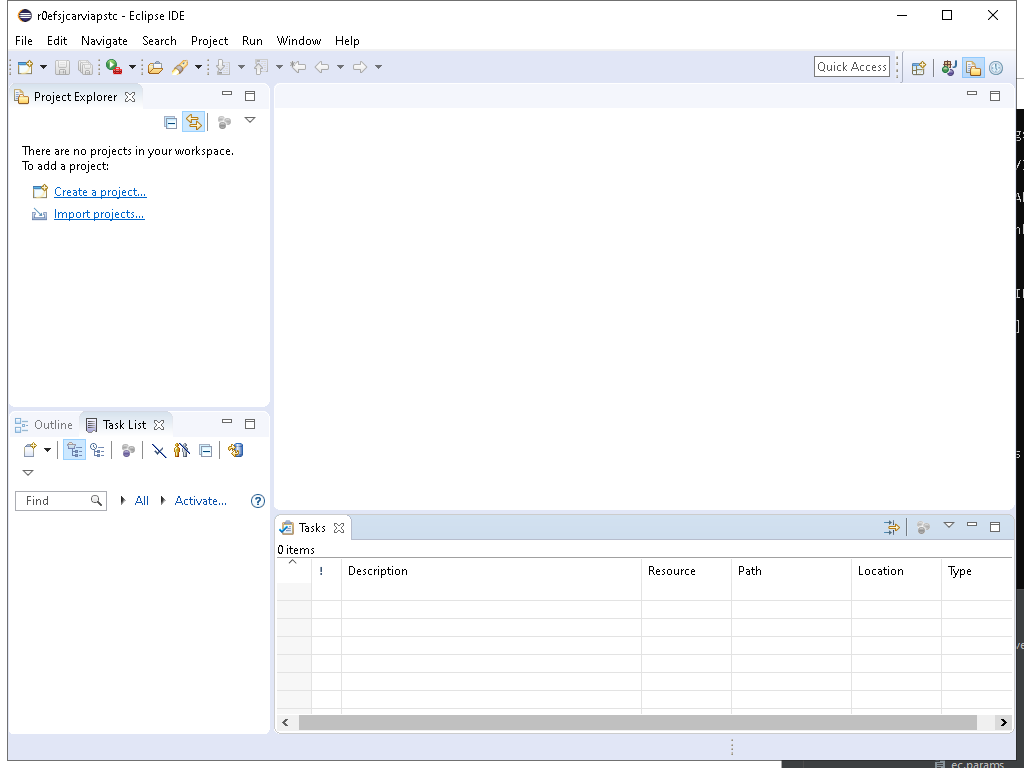 r0efsjcarviapstc - Eclipse IDE
File Edit Navigate Search Project Run Window Help
Quick Access
Project Explorer
There are no projects in your workspace.
To add a project:
Create a project...
Import projects...
Outline Task List
Find All Activate...
Tasks
0 items
! Description Resource Path Location Type
ec.params